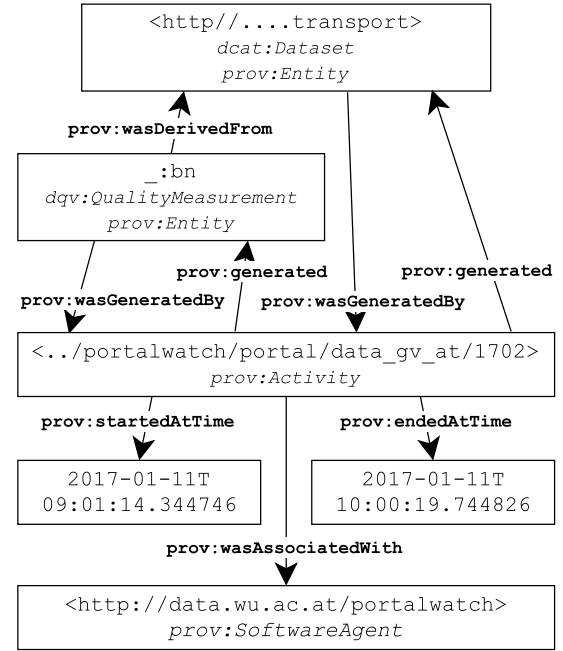 <http//....transport>
dcat:Dataset
prov:Entity
prov:wasDerivedFrom
_:bn
dqv:QualityMeasurement
prov:Entity
prov:generated
prov:generated
prov:wasGeneratedBy
prov:wasGeneratedBy
<../portalwatch/portal/data_gv_at/1702>
prov:Activity
prov:startedAtTime
prov:endedAtTime
2017-01-11T
09:01:14.344746
2017-01-11T
10:00:19.744826
prov:wasAssociatedWith
<http://data.wu.ac.at/portalwatch>
prov:SoftwareAgent